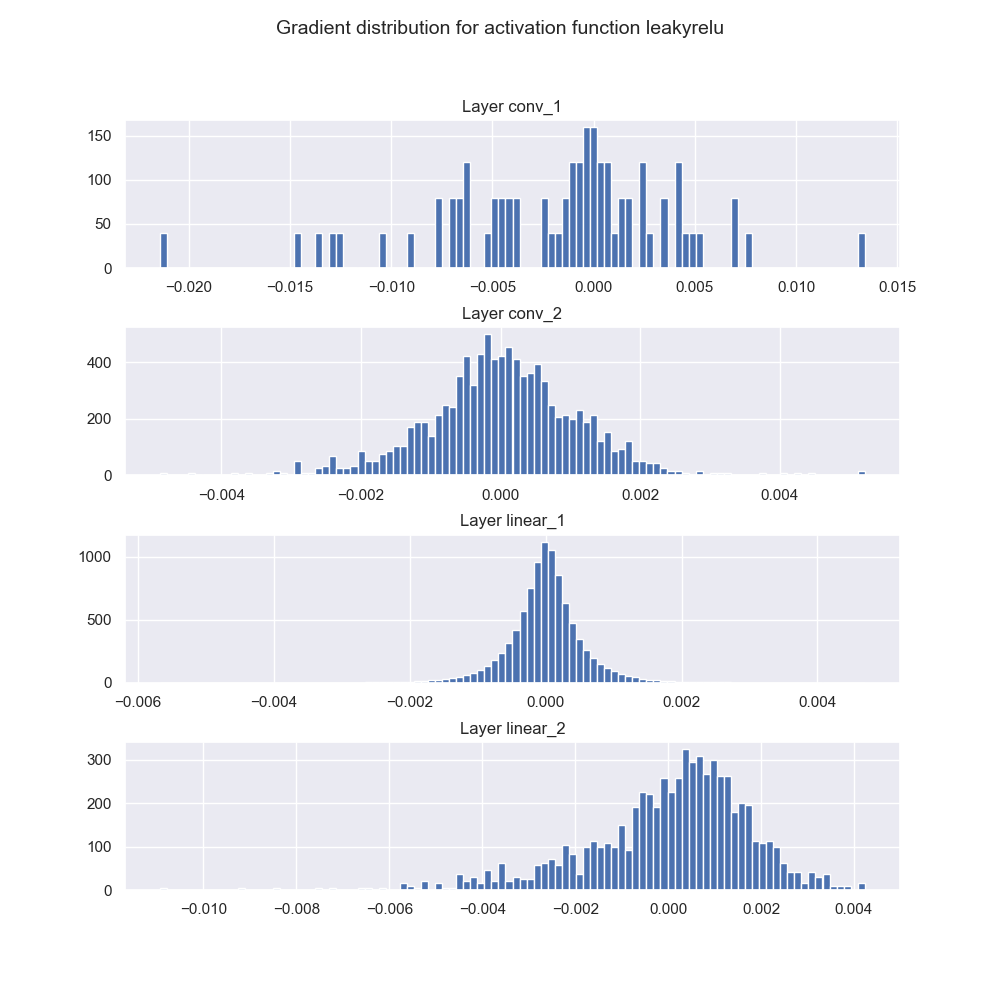 Gradient distribution for activation function leakyrelu
Layer conv_1
150
100
50
0
−0.020 −0.015 −0.010 −0.005 0.000 0.005 0.010 0.015
Layer conv_2
400
200
0
−0.004 −0.002 0.000 0.002 0.004
Layer linear_1
1000
500
0
−0.006 −0.004 −0.002 0.000 0.002 0.004
Layer linear_2
300
200
100
0
−0.010 −0.008 −0.006 −0.004 −0.002 0.000 0.002 0.004